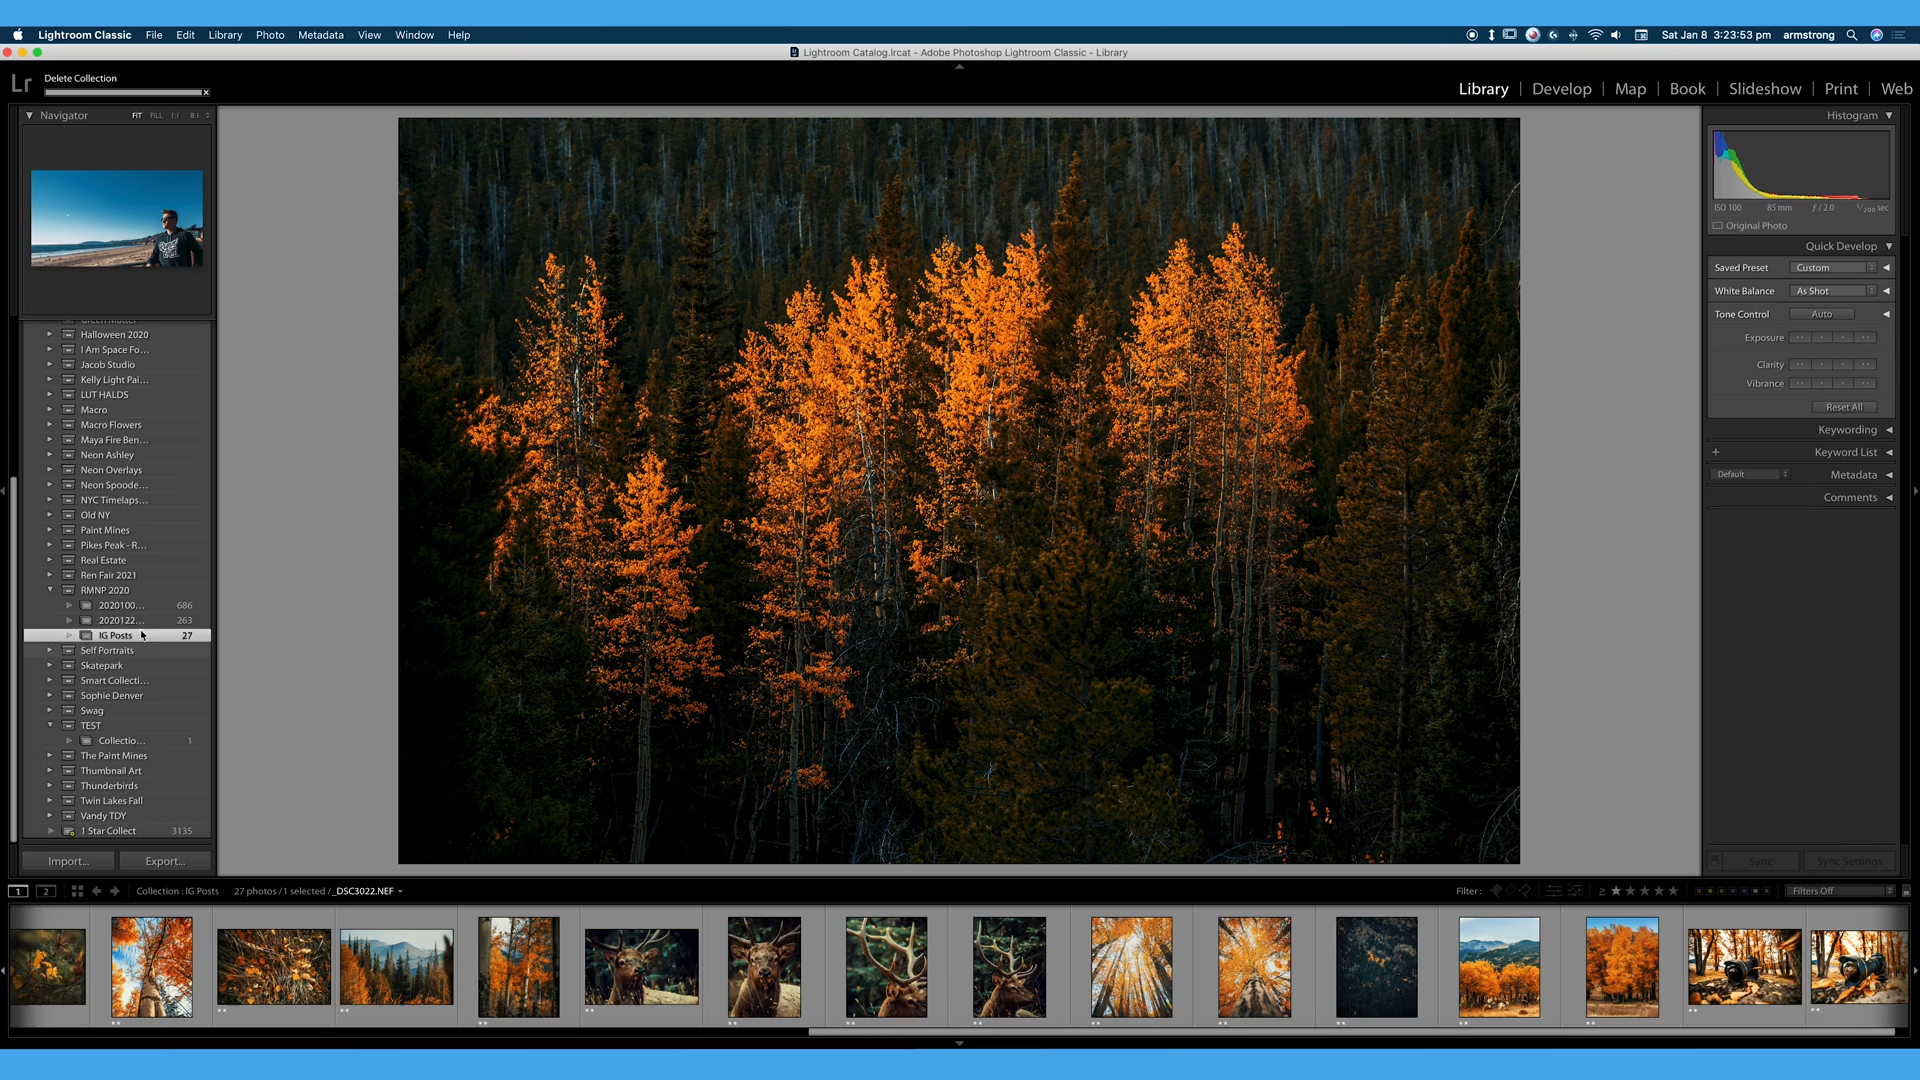 Lightroom Classic File Edit Library Photo Metadata View Window Help
Sat Jan 8 3:23:53 pm armstrong
Lightroom Catalog.lrcat - Adobe Photoshop Lightroom Classic - Library
Lr Delete Collection
Library | Develop | Map | Book | Slideshow | Print | Web
Navigator FIT FILL 1:1 8:1
Halloween 2020
I Am Space Fo...
Jacob Studio
Kelly Light Pai...
LUT HALDS
Macro
Macro Flowers
Maya Fire Ben...
Neon Ashley
Neon Overlays
Neon Spoode...
NYC Timelaps...
Old NY
Paint Mines
Pikes Peak - R...
Real Estate
Ren Fair 2021
RMNP 2020
2020100... 686
2020122... 263
IG Posts 27
Self Portraits
Skatepark
Smart Collecti...
Sophie Denver
Swag
TEST
Collectio... 1
The Paint Mines
Thumbnail Art
Thunderbirds
Twin Lakes Fall
Vandy TDY
1 Star Collect 3135
Import... Export...
Histogram
ISO 100 85 mm ƒ / 2.0 1/200 sec
Original Photo
Quick Develop
Saved Preset Custom
White Balance As Shot
Tone Control Auto
Exposure
Clarity
Vibrance
Reset All
Keywording
+ Keyword List
Default Metadata
Comments
Sync Sync Settings
1 2 Collection : IG Posts 27 photos / 1 selected / _DSC3022.NEF
Filter : ≥ ★★★★★ Filters Off